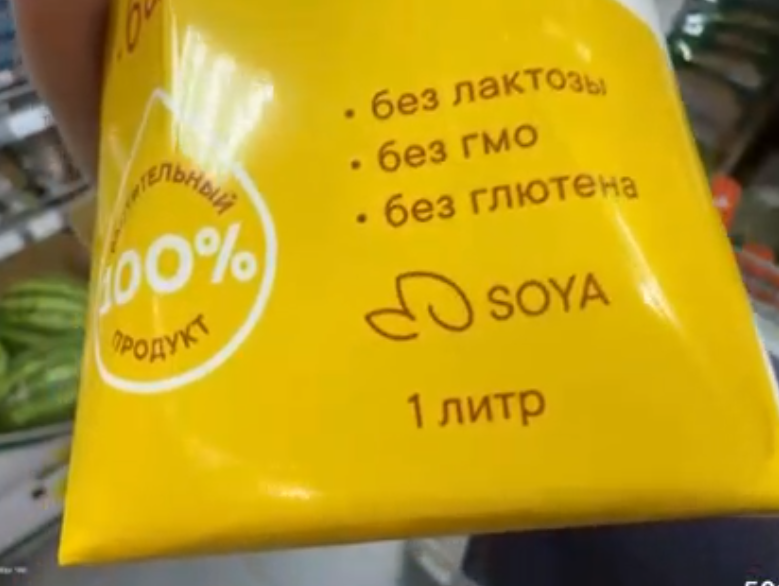 • без лактозы
• без гмо
• без глютена
100%
ПРОДУКТ
SOYA
1 литр